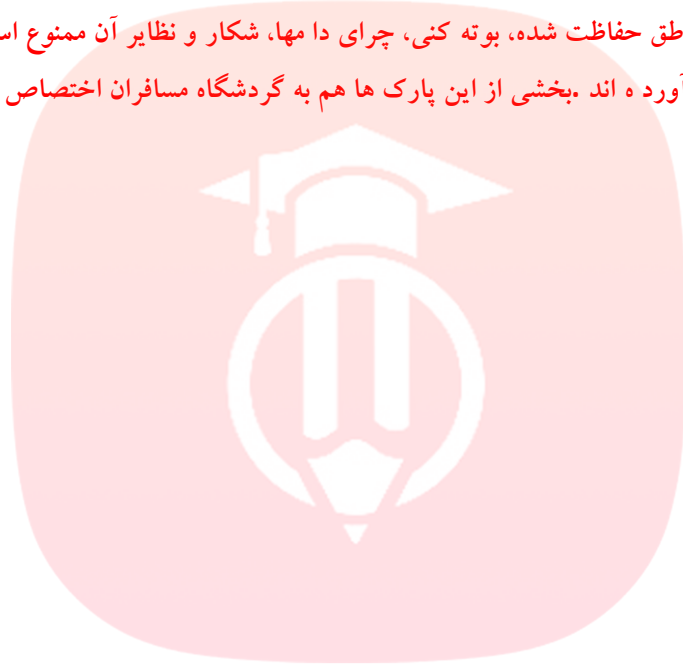 طق حفاظت شده، بوته کنی، چرای دا مها، شکار و نظایر آن ممنوع اس
آورد ه اند .بخشی از این پارک ها هم به گردشگاه مسافران اختصاص